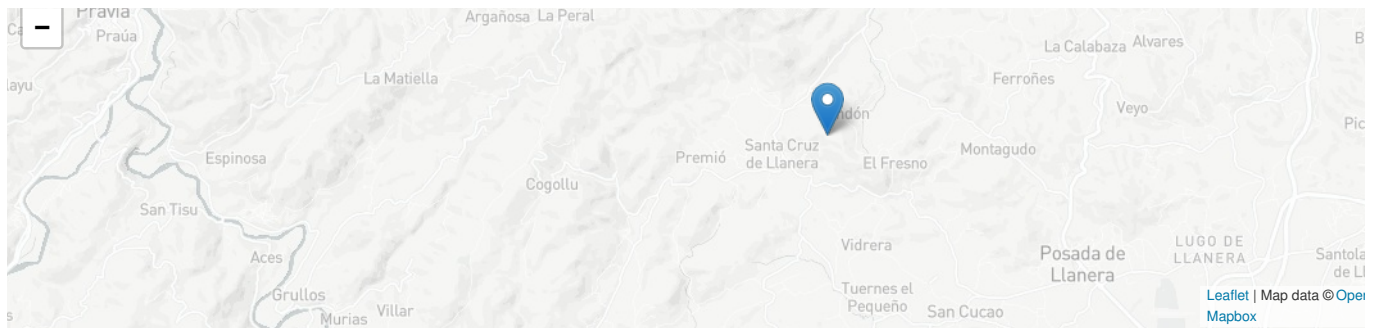 −
Pravia
Argañosa La Peral
Praúa
La Calabaza
Alvares
La Matiella
Ferroñes
Veyo
Santa Cruz
de Llanera
Espinosa
Premió
El Fresno
Montagudo
Cogollu
San Tisu
Vidrera
Posada de
Llanera
LUGO DE
LLANERA
Aces
Grullos
Tuernes el
Pequeño
San Cucao
Villar
Murias
Leaflet | Map data ©
Mapbox